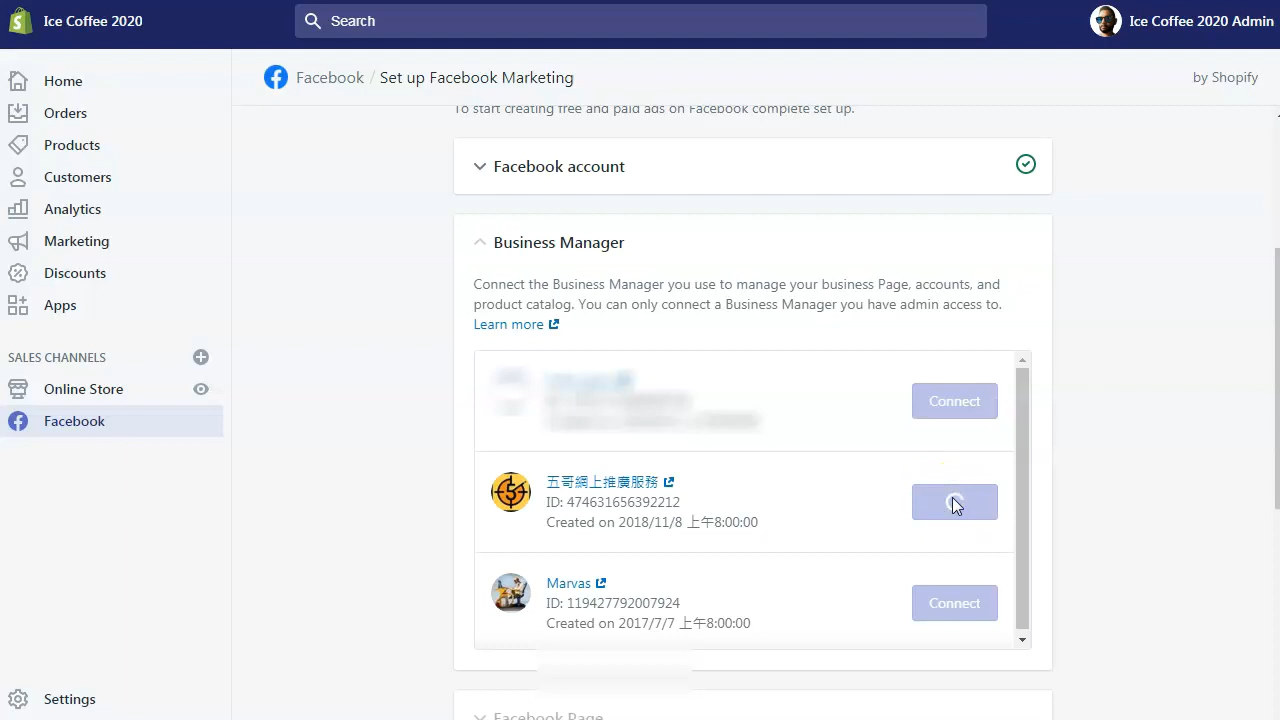 Ice Coffee 2020
Search
Ice Coffee 2020 Admin
Home
Orders
Products
Customers
Analytics
Marketing
Discounts
Apps
SALES CHANNELS
Online Store
Facebook
Settings
Facebook / Set up Facebook Marketing
by Shopify
To start creating free and paid ads on Facebook complete set up.
Facebook account
Business Manager
Connect the Business Manager you use to manage your business Page, accounts, and
product catalog. You can only connect a Business Manager you have admin access to.
Learn more
Connect
五哥網上推廣服務
ID: 474631656392212
Created on 2018/11/8 上午8:00:00
Marvas
ID: 119427792007924
Created on 2017/7/7 上午8:00:00
Connect
Facebook Page